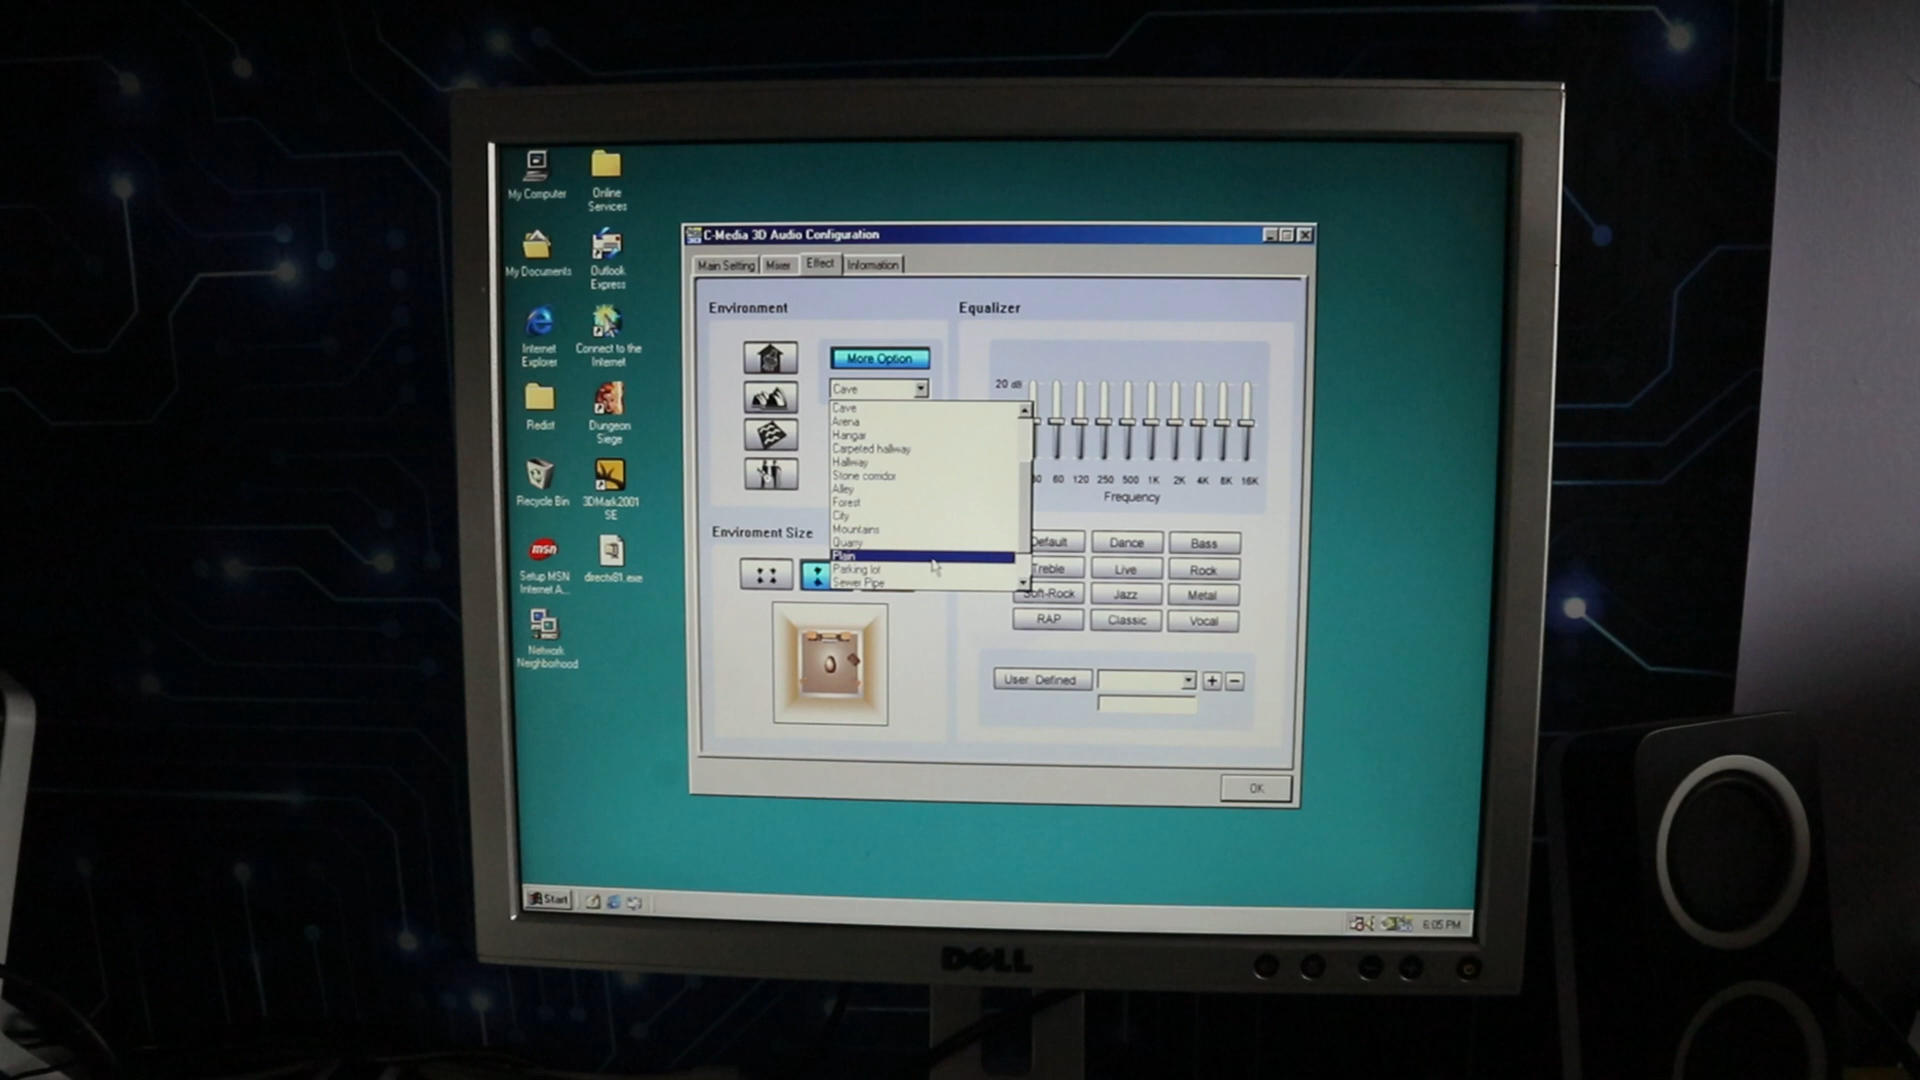 My Computer
Online
Services
My Documents
Outlook
Express
Internet
Explorer
Connect to the
Internet
Redist
Dungeon
Siege
Recycle Bin
3DMark2001
SE
msn
Setup MSN
Internet A...
directx81.exe
Network
Neighborhood
C-Media 3D Audio Configuration
Main Setting
Mixer
Effect
Information
Environment
More Option
Cave
Cave
Arena
Hangar
Carpeted hallway
Hallway
Stone corridor
Alley
Forest
City
Mountains
Quarry
Plain
Parking lot
Sewer Pipe
Enviroment Size
Equalizer
20 dB
60 120 250 500 1K 2K 4K 8K 16K
Frequency
Default Dance Bass
Treble Live Rock
Soft-Rock Jazz Metal
RAP Classic Vocal
User Defined
+ −
OK
Start
6:05 PM
DELL